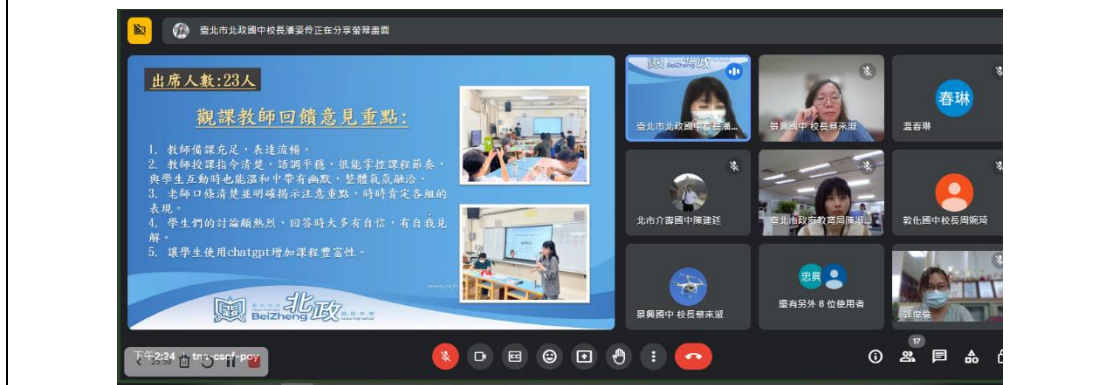 臺北市北政國中校長潘姿伶正在分享螢幕畫面
出席人數:23人
觀課教師回饋意見重點:
1. 教師備課充足，表達流暢。
2. 教師授課指令清楚，語調平穩，很能掌控課程節奏，
與學生互動時也能溫和中帶有幽默，整體氣氛融洽。
3. 老師口條清楚並明確揭示注意重點，時時肯定各組的
表現。
4. 學生們的討論頗熱烈，回答時大多有自信，有自我見
解。
5. 讓學生使用chatgpt增加課程豐富性。
北政
BeiZheng
BeiZheng
北政
臺北市北政國中校長潘...
景興國中 校長蔡來淑
春琳
溫春琳
北市介壽國中陳建廷
臺北市政府教育局陳...
敦化國中校長周婉琦
景興國中 校長蔡來淑
忠興
還有另外 8 位使用者
郭偉倫
下午2:24
17